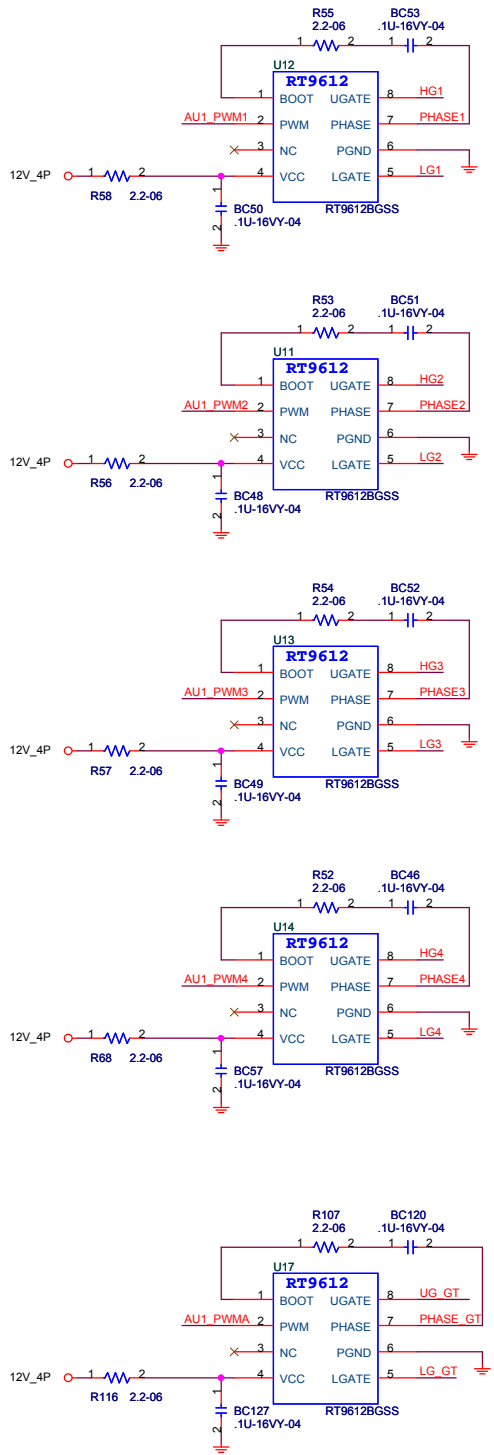 R55 BC53
2.2-06 .1U-16VY-04
1 2 1 2
U12
RT9612
1 BOOT UGATE 8 HG1
AU1_PWM1 2 PWM PHASE 7 PHASE1
3 NC PGND 6
12V_4P 1 2 4 VCC LGATE 5 LG1
R58 2.2-06
1 BC50 RT9612BGSS
2 .1U-16VY-04
R53 BC51
2.2-06 .1U-16VY-04
1 2 1 2
U11
RT9612
1 BOOT UGATE 8 HG2
AU1_PWM2 2 PWM PHASE 7 PHASE2
3 NC PGND 6
12V_4P 1 2 4 VCC LGATE 5 LG2
R56 2.2-06
1 BC48 RT9612BGSS
2 .1U-16VY-04
R54 BC52
2.2-06 .1U-16VY-04
1 2 1 2
U13
RT9612
1 BOOT UGATE 8 HG3
AU1_PWM3 2 PWM PHASE 7 PHASE3
3 NC PGND 6
12V_4P 1 2 4 VCC LGATE 5 LG3
R57 2.2-06
1 BC49 RT9612BGSS
2 .1U-16VY-04
R52 BC46
2.2-06 .1U-16VY-04
1 2 1 2
U14
RT9612
1 BOOT UGATE 8 HG4
AU1_PWM4 2 PWM PHASE 7 PHASE4
3 NC PGND 6
12V_4P 1 2 4 VCC LGATE 5 LG4
R68 2.2-06
1 BC57 RT9612BGSS
2 .1U-16VY-04
R107 BC120
2.2-06 .1U-16VY-04
1 2 1 2
U17
RT9612
1 BOOT UGATE 8 UG_GT
AU1_PWMA 2 PWM PHASE 7 PHASE_GT
3 NC PGND 6
12V_4P 1 2 4 VCC LGATE 5 LG_GT
R116 2.2-06
1 BC127 RT9612BGSS
2 .1U-16VY-04